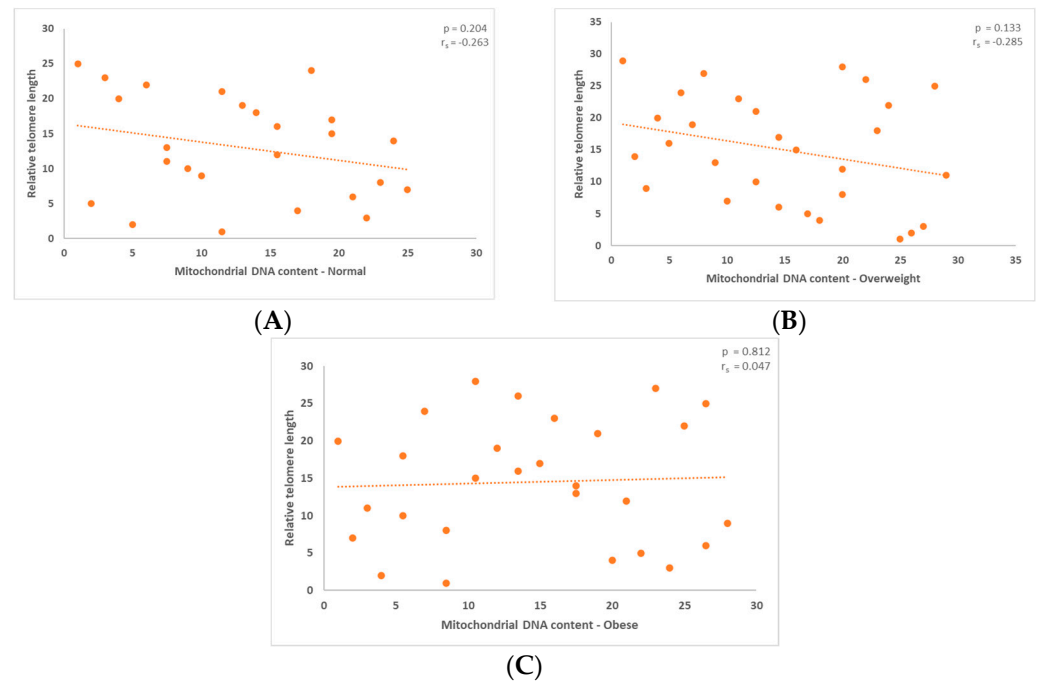 p = 0.204
rs = -0.263
Relative telomere length
30
25
20
15
10
5
0
0 5 10 15 20 25 30
Mitochondrial DNA content - Normal
(A)
p = 0.133
rs = -0.285
Relative telomere length
35
30
25
20
15
10
5
0
0 5 10 15 20 25 30 35
Mitochondrial DNA content - Overweight
(B)
p = 0.812
rs = 0.047
Relative telomere length
30
25
20
15
10
5
0
0 5 10 15 20 25 30
Mitochondrial DNA content - Obese
(C)